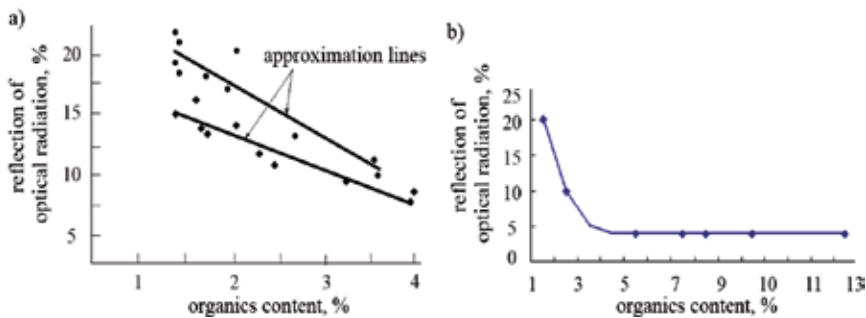 a)
reflection of
optical radiation, %
20
15
10
5
approximation lines
1 2 3 4
organics content, %
b)
reflection of
optical radiation, %
25
20
10
5
0
1 3 5 7 9 10 11 13
organics content, %